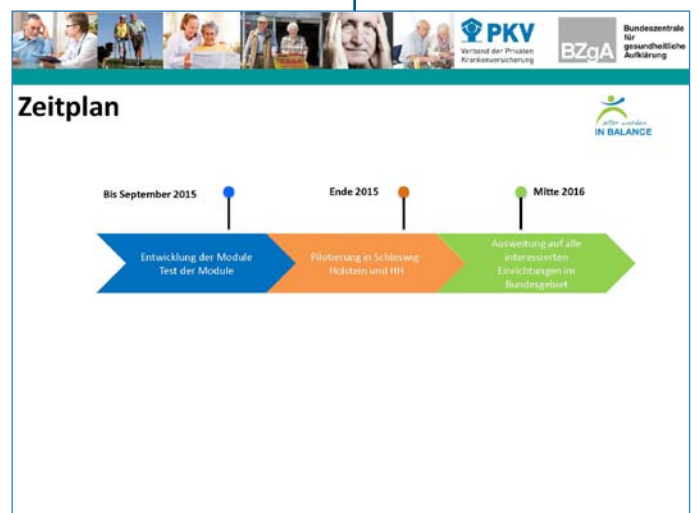 PKV
Verband der Privaten
Krankenversicherung
BZgA
Bundeszentrale
für
gesundheitliche
Aufklärung
Zeitplan
älter werden
IN BALANCE
Bis September 2015
Ende 2015
Mitte 2016
Entwicklung der Module
Test der Module
Pilotierung in Schleswig-
Holstein und HH
Ausweitung auf alle
interessierten
Einrichtungen im
Bundesgebiet